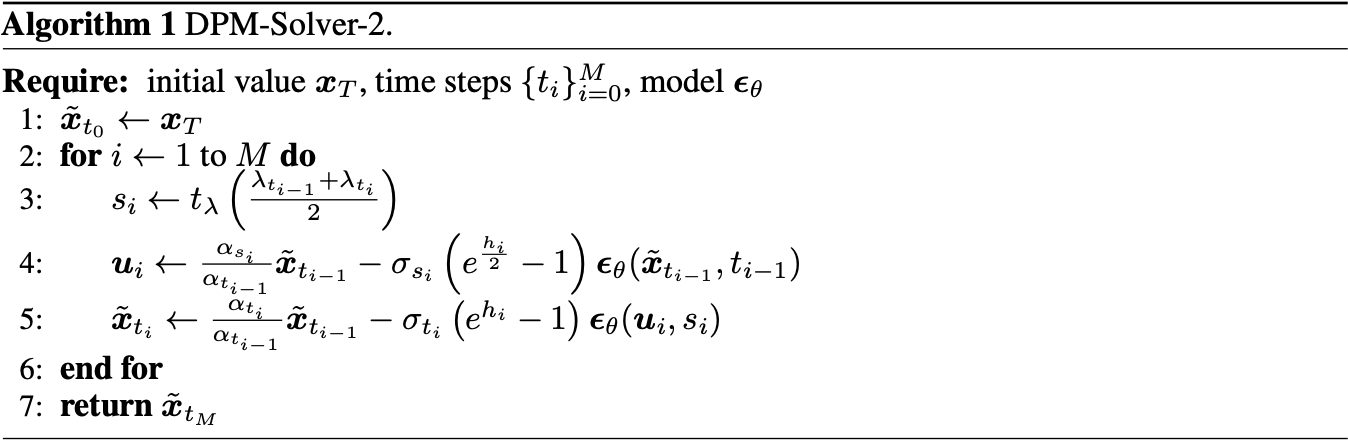 Algorithm 1 DPM-Solver-2.
Require: initial value $\boldsymbol{x}_T$, time steps $\{t_i\}_{i=0}^{M}$, model $\boldsymbol{\epsilon}_\theta$
1: $\tilde{\boldsymbol{x}}_{t_0} \leftarrow \boldsymbol{x}_T$
2: for $i \leftarrow 1$ to $M$ do
3: $s_i \leftarrow t_\lambda \left( \frac{\lambda_{t_{i-1}} + \lambda_{t_i}}{2} \right)$
4: $\boldsymbol{u}_i \leftarrow \frac{\alpha_{s_i}}{\alpha_{t_{i-1}}} \tilde{\boldsymbol{x}}_{t_{i-1}} - \sigma_{s_i} \left( e^{\frac{h_i}{2}} - 1 \right) \boldsymbol{\epsilon}_\theta(\tilde{\boldsymbol{x}}_{t_{i-1}}, t_{i-1})$
5: $\tilde{\boldsymbol{x}}_{t_i} \leftarrow \frac{\alpha_{t_i}}{\alpha_{t_{i-1}}} \tilde{\boldsymbol{x}}_{t_{i-1}} - \sigma_{t_i} \left( e^{h_i} - 1 \right) \boldsymbol{\epsilon}_\theta(\boldsymbol{u}_i, s_i)$
6: end for
7: return $\tilde{\boldsymbol{x}}_{t_M}$